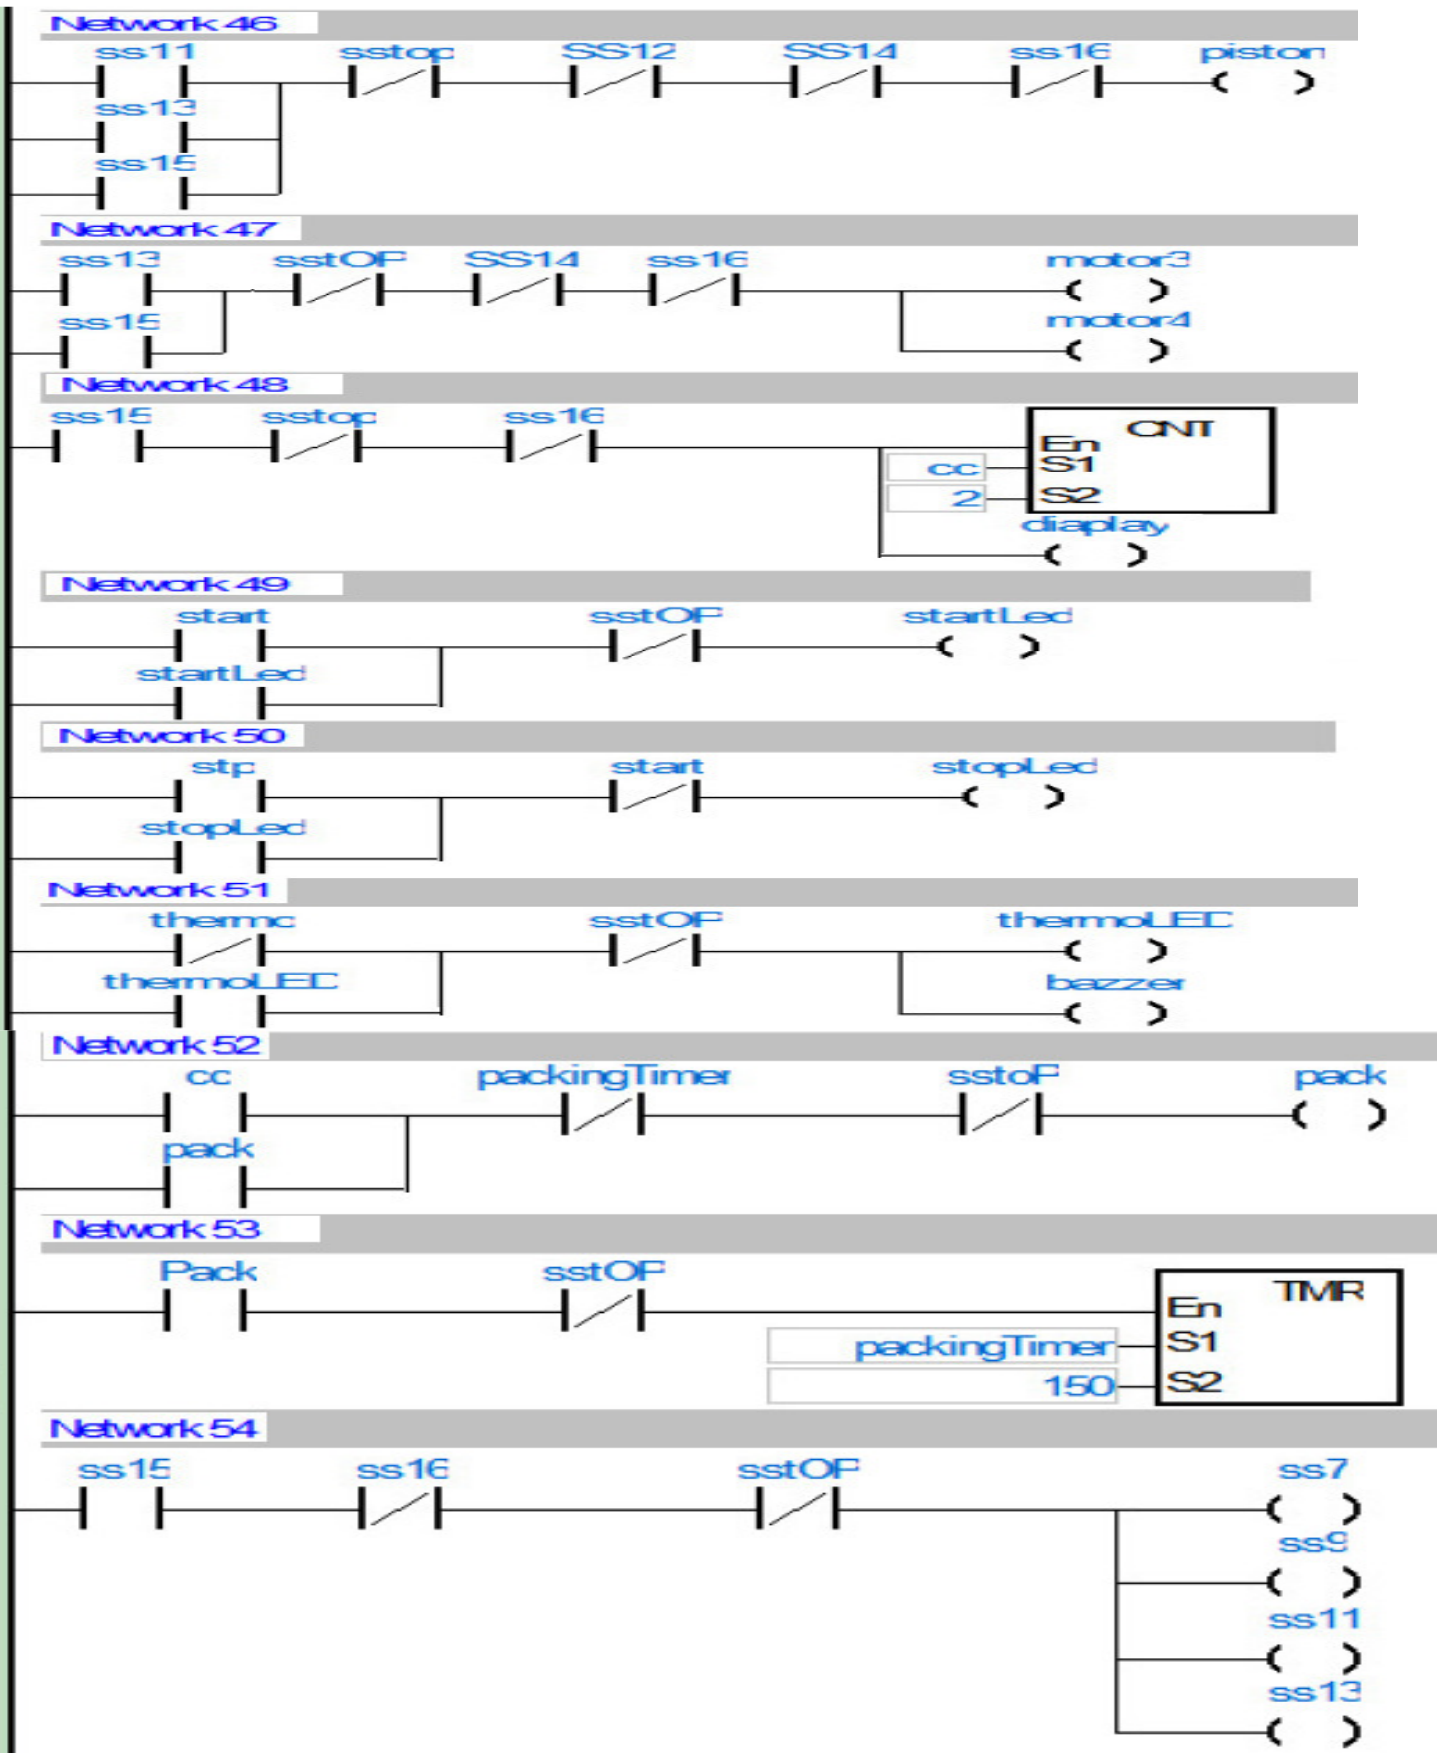 Network 46
ss11 sstop SS12 SS14 ss16 piston
ss13
ss15
Network 47
ss13 sstOP SS14 ss16 motor3
ss15 motor4
Network 48
ss15 sstop ss16 CNT
En
cc S1
2 S2
diaplay
Network 49
start sstOP startLed
startLed
Network 50
stp start stopLed
stopLed
Network 51
thermo sstOP thermoLED
thermoLED bazzer
Network 52
cc packingTimer sstoP pack
pack
Network 53
Pack sstOP TMR
En
packingTimer S1
150 S2
Network 54
ss15 ss16 sstOP ss7
ss9
ss11
ss13